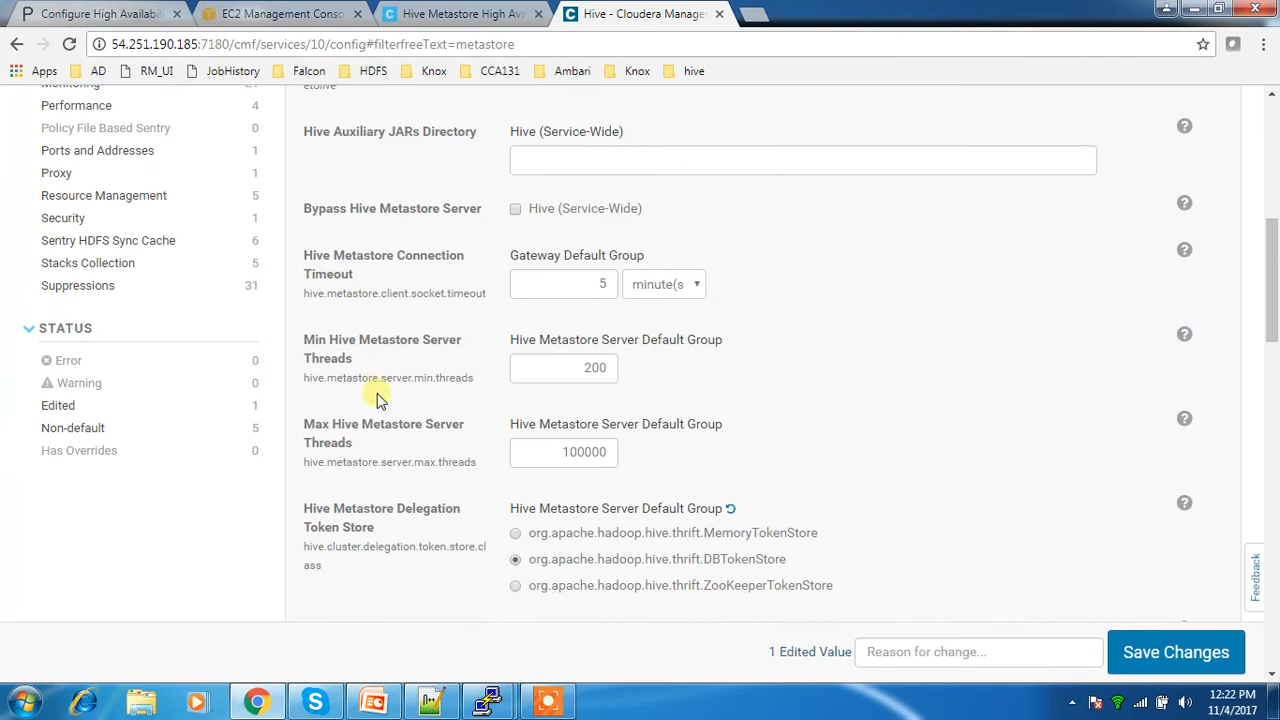 Configure High Availabili
EC2 Management Conso
Hive Metastore High Ava
Hive - Cloudera Manage
54.251.190.185:7180/cmf/services/10/config#filterfreeText=metastore
Apps
AD
RM_UI
JobHistory
Falcon
HDFS
Knox
CCA131
Ambari
Knox
hive
Monitoring
Performance 4
Policy File Based Sentry 0
Ports and Addresses 1
Proxy 1
Resource Management 5
Security 1
Sentry HDFS Sync Cache 6
Stacks Collection 5
Suppressions 31
STATUS
Error 0
Warning 0
Edited 1
Non-default 5
Has Overrides 0
Hive Auxiliary JARs Directory
Hive (Service-Wide)
Bypass Hive Metastore Server
Hive (Service-Wide)
Hive Metastore Connection
Timeout
hive.metastore.client.socket.timeout
Gateway Default Group
5 minute(s
Min Hive Metastore Server
Threads
hive.metastore.server.min.threads
Hive Metastore Server Default Group
200
Max Hive Metastore Server
Threads
hive.metastore.server.max.threads
Hive Metastore Server Default Group
100000
Hive Metastore Delegation
Token Store
hive.cluster.delegation.token.store.cl
ass
Hive Metastore Server Default Group
org.apache.hadoop.hive.thrift.MemoryTokenStore
org.apache.hadoop.hive.thrift.DBTokenStore
org.apache.hadoop.hive.thrift.ZooKeeperTokenStore
Feedback
1 Edited Value
Reason for change...
Save Changes
12:22 PM
11/4/2017